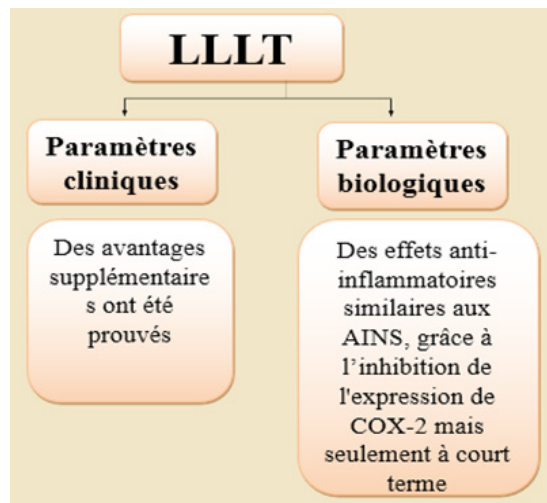 LLLT
Paramètres
cliniques
Des avantages
supplémentaire
s ont été
prouvés
Paramètres
biologiques
Des effets anti-
inflammatoires
similaires aux
AINS, grâce à
l’inhibition de
l'expression de
COX-2 mais
seulement à court
terme